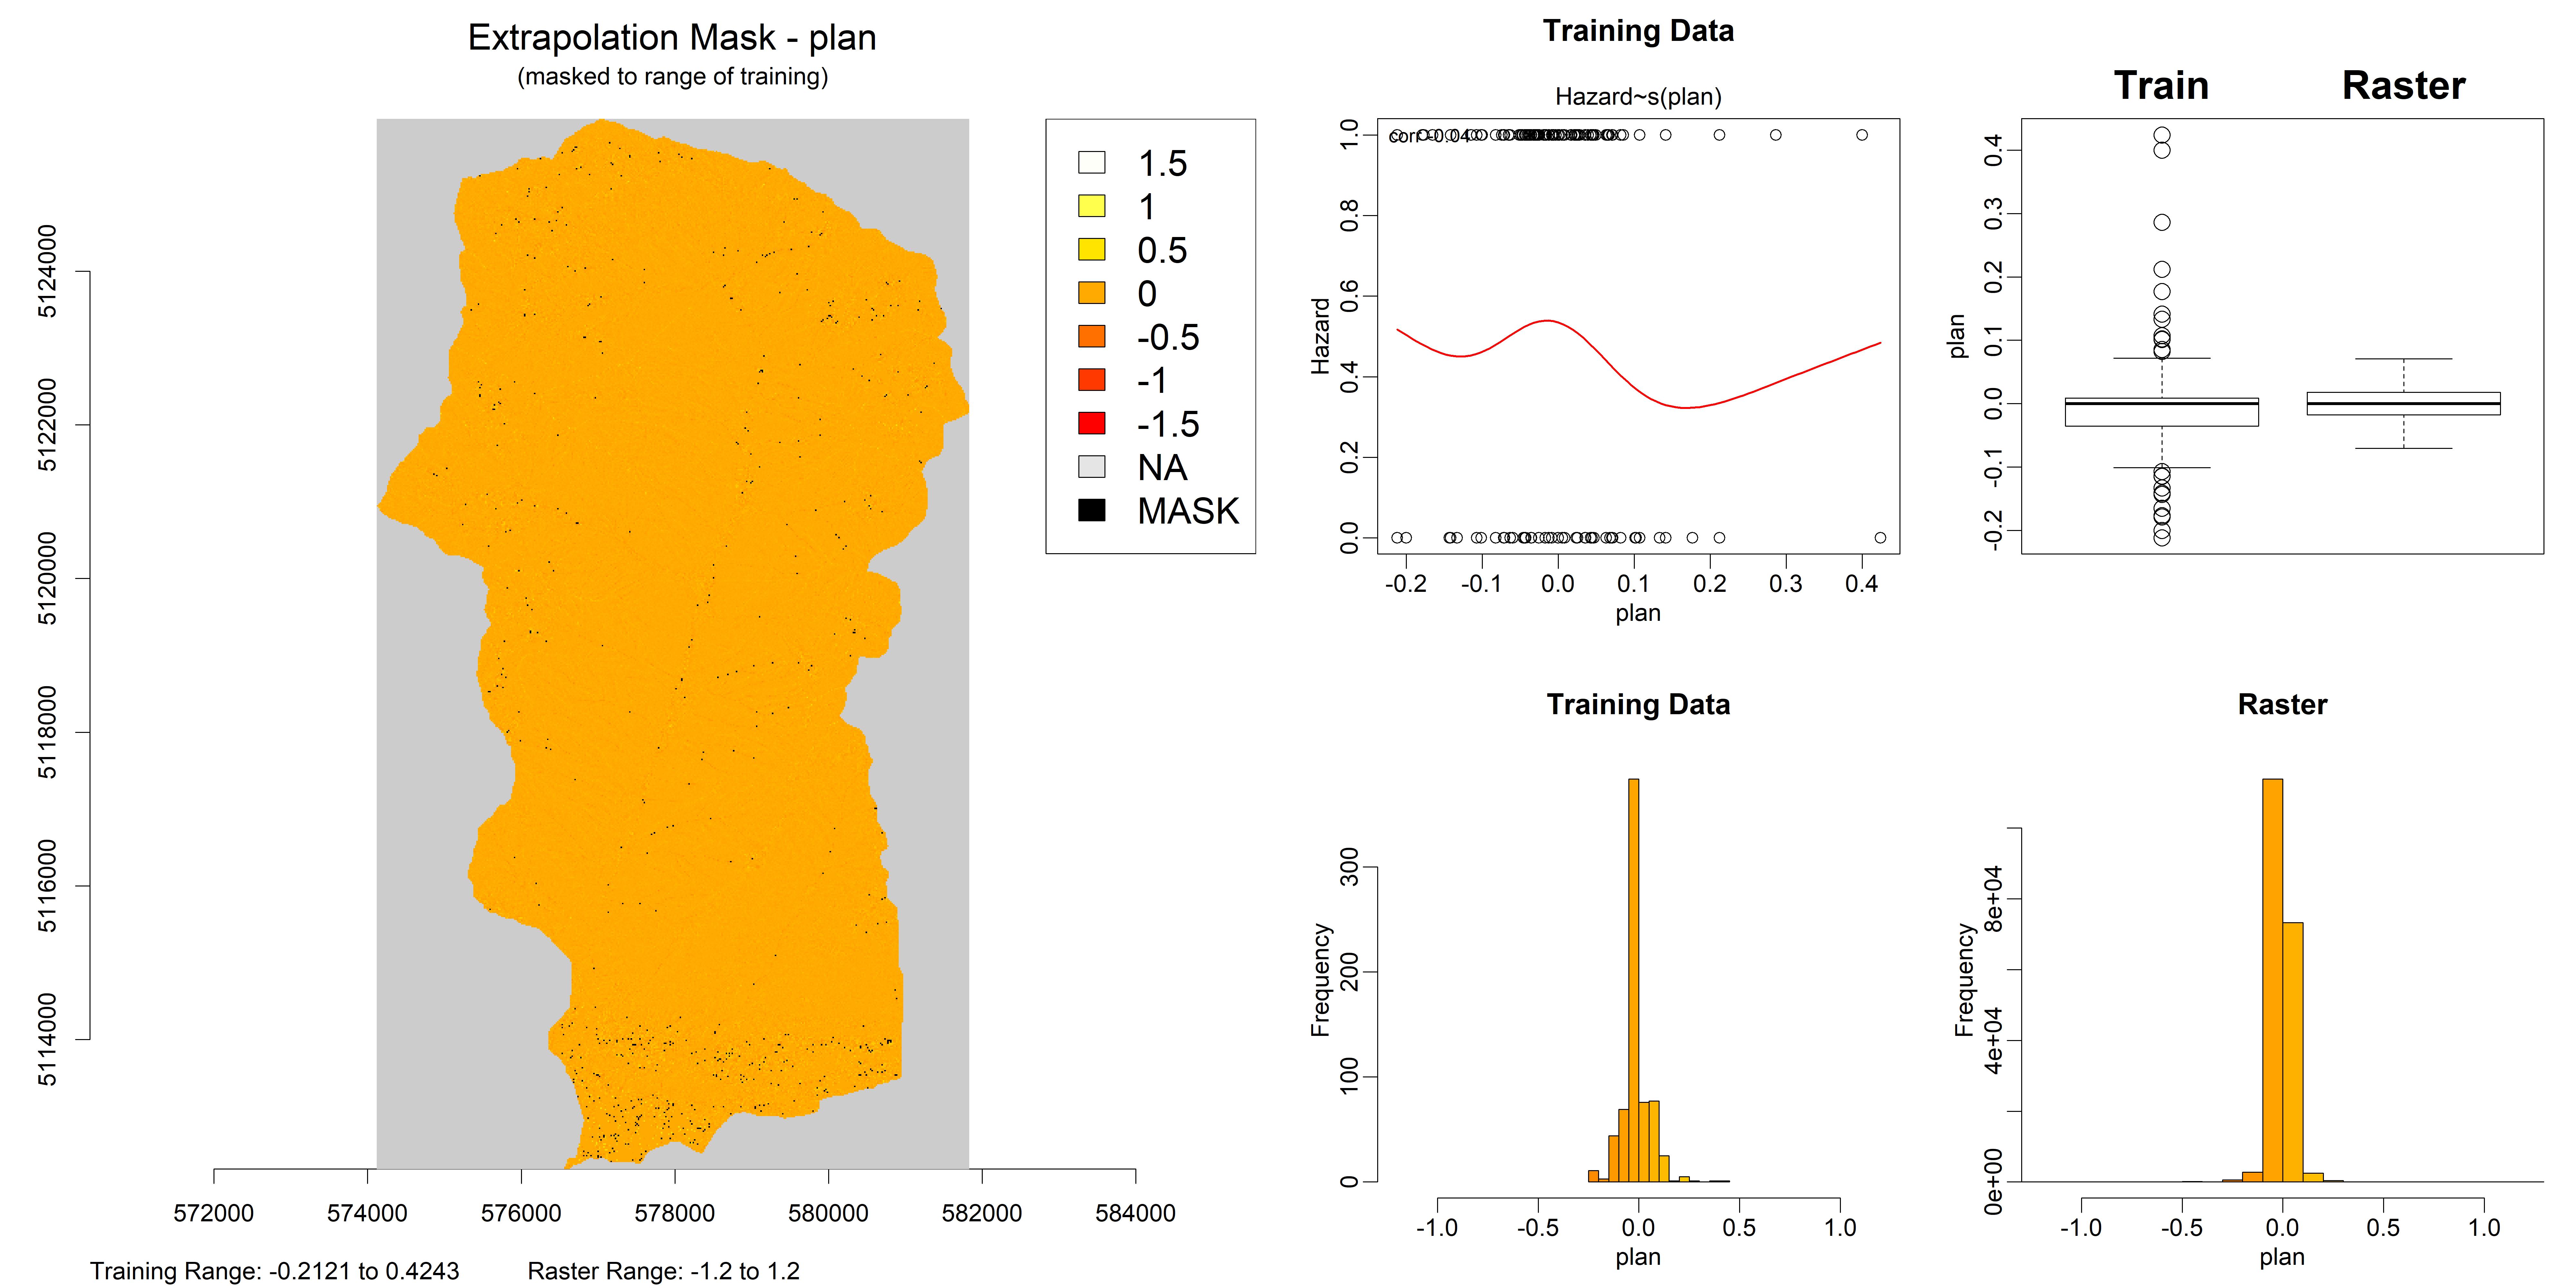 Extrapolation Mask - plan
(masked to range of training)
5124000
5122000
5120000
5118000
5116000
5114000
572000 574000 576000 578000 580000 582000 584000
Training Range: -0.2121 to 0.4243 Raster Range: -1.2 to 1.2
1.5
1
0.5
0
-0.5
-1
-1.5
NA
MASK
Training Data
Hazard~s(plan)
Hazard
1.0
0.8
0.6
0.4
0.2
0.0
-0.2 -0.1 0.0 0.1 0.2 0.3 0.4
plan
Train Raster
plan
0.4
0.3
0.2
0.1
0.0
-0.1
-0.2
Training Data
Frequency
300
200
100
0
-1.0 -0.5 0.0 0.5 1.0
plan
Raster
Frequency
8e+04
4e+04
0e+00
-1.0 -0.5 0.0 0.5 1.0
plan